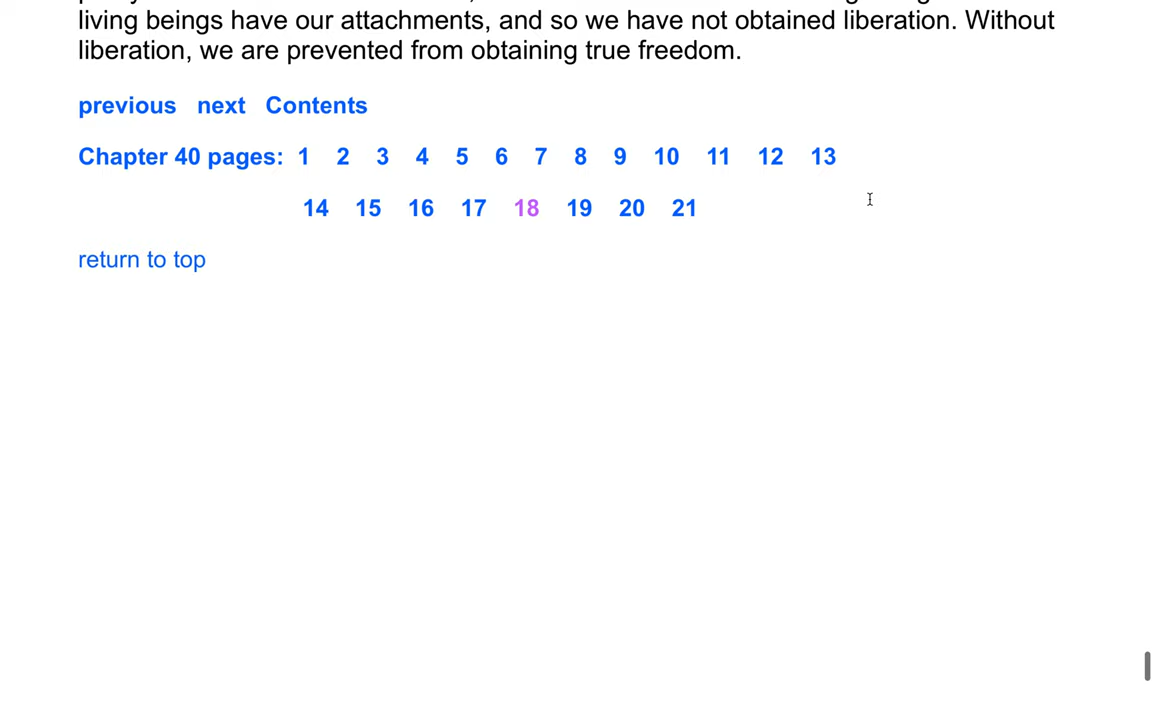 living beings have our attachments, and so we have not obtained liberation. Without
liberation, we are prevented from obtaining true freedom.
previous next Contents
Chapter 40 pages: 1 2 3 4 5 6 7 8 9 10 11 12 13
14 15 16 17 18 19 20 21
return to top